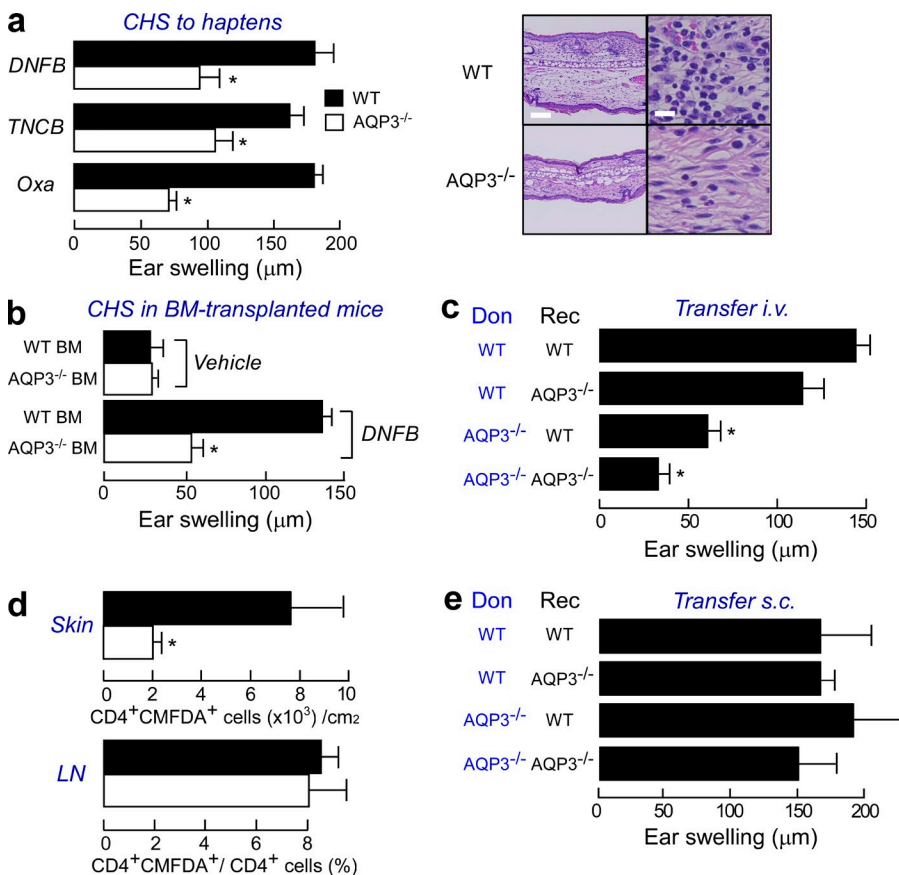 a
CHS to haptens
DNFB
*
TNCB
*
Oxa
*
WT
AQP3-/-
0 50 100 150 200
Ear swelling (μm)
WT
AQP3-/-
b
CHS in BM-transplanted mice
WT BM
AQP3-/- BM
Vehicle
WT BM
AQP3-/- BM
*
DNFB
0 50 100 150
Ear swelling (μm)
c
Don Rec Transfer i.v.
WT WT
WT AQP3-/-
AQP3-/- WT *
AQP3-/- AQP3-/- *
0 50 100 150
Ear swelling (μm)
d
Skin
*
0 2 4 6 8 10
CD4+CMFDA+ cells (x10³) /cm2
LN
0 2 4 6 8
CD4+CMFDA+/ CD4+ cells (%)
e
Don Rec Transfer s.c.
WT WT
WT AQP3-/-
AQP3-/- WT
AQP3-/- AQP3-/-
0 50 100 150 200
Ear swelling (μm)